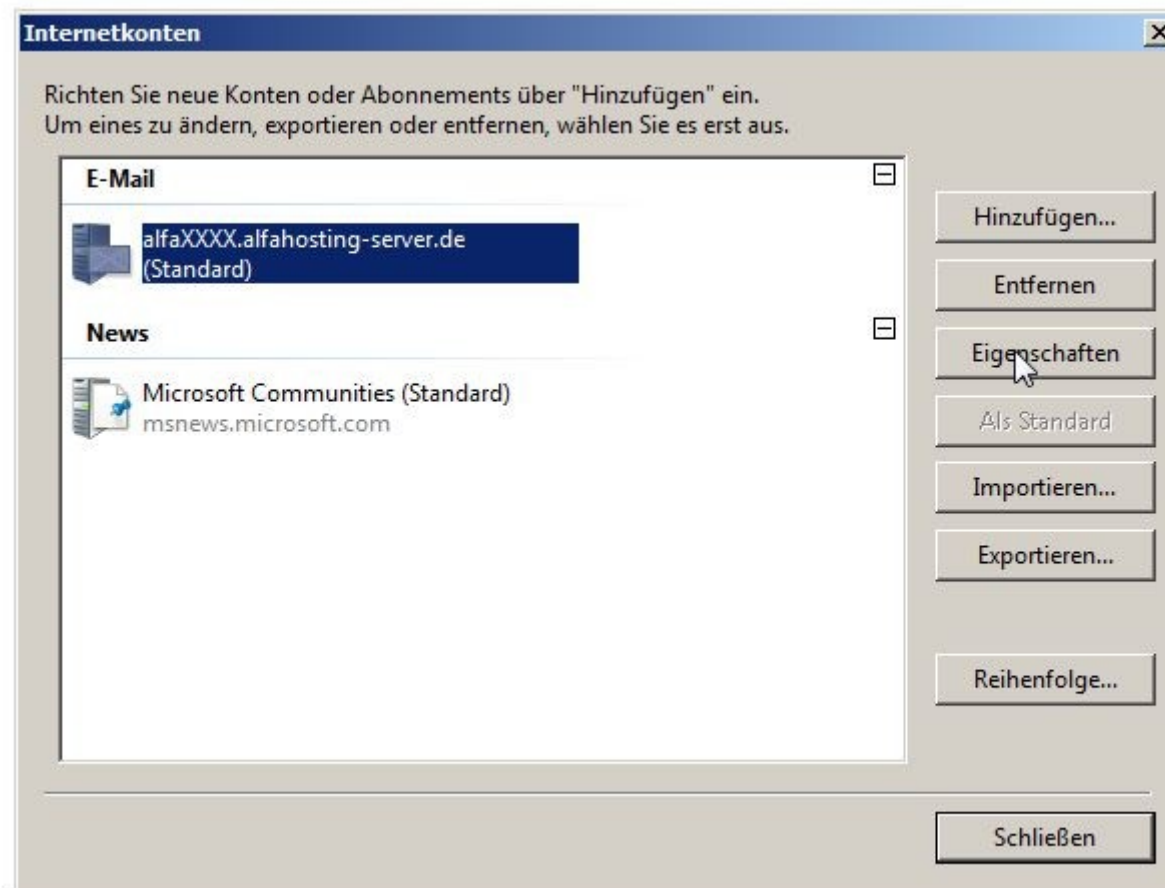 Internetkonten
Richten Sie neue Konten oder Abonnements über "Hinzufügen" ein.
Um eines zu ändern, exportieren oder entfernen, wählen Sie es erst aus.
E-Mail
alfaXXXX.alfahosting-server.de
(Standard)
News
Microsoft Communities (Standard)
msnews.microsoft.com
Hinzufügen...
Entfernen
Eigenschaften
Als Standard
Importieren...
Exportieren...
Reihenfolge...
Schließen